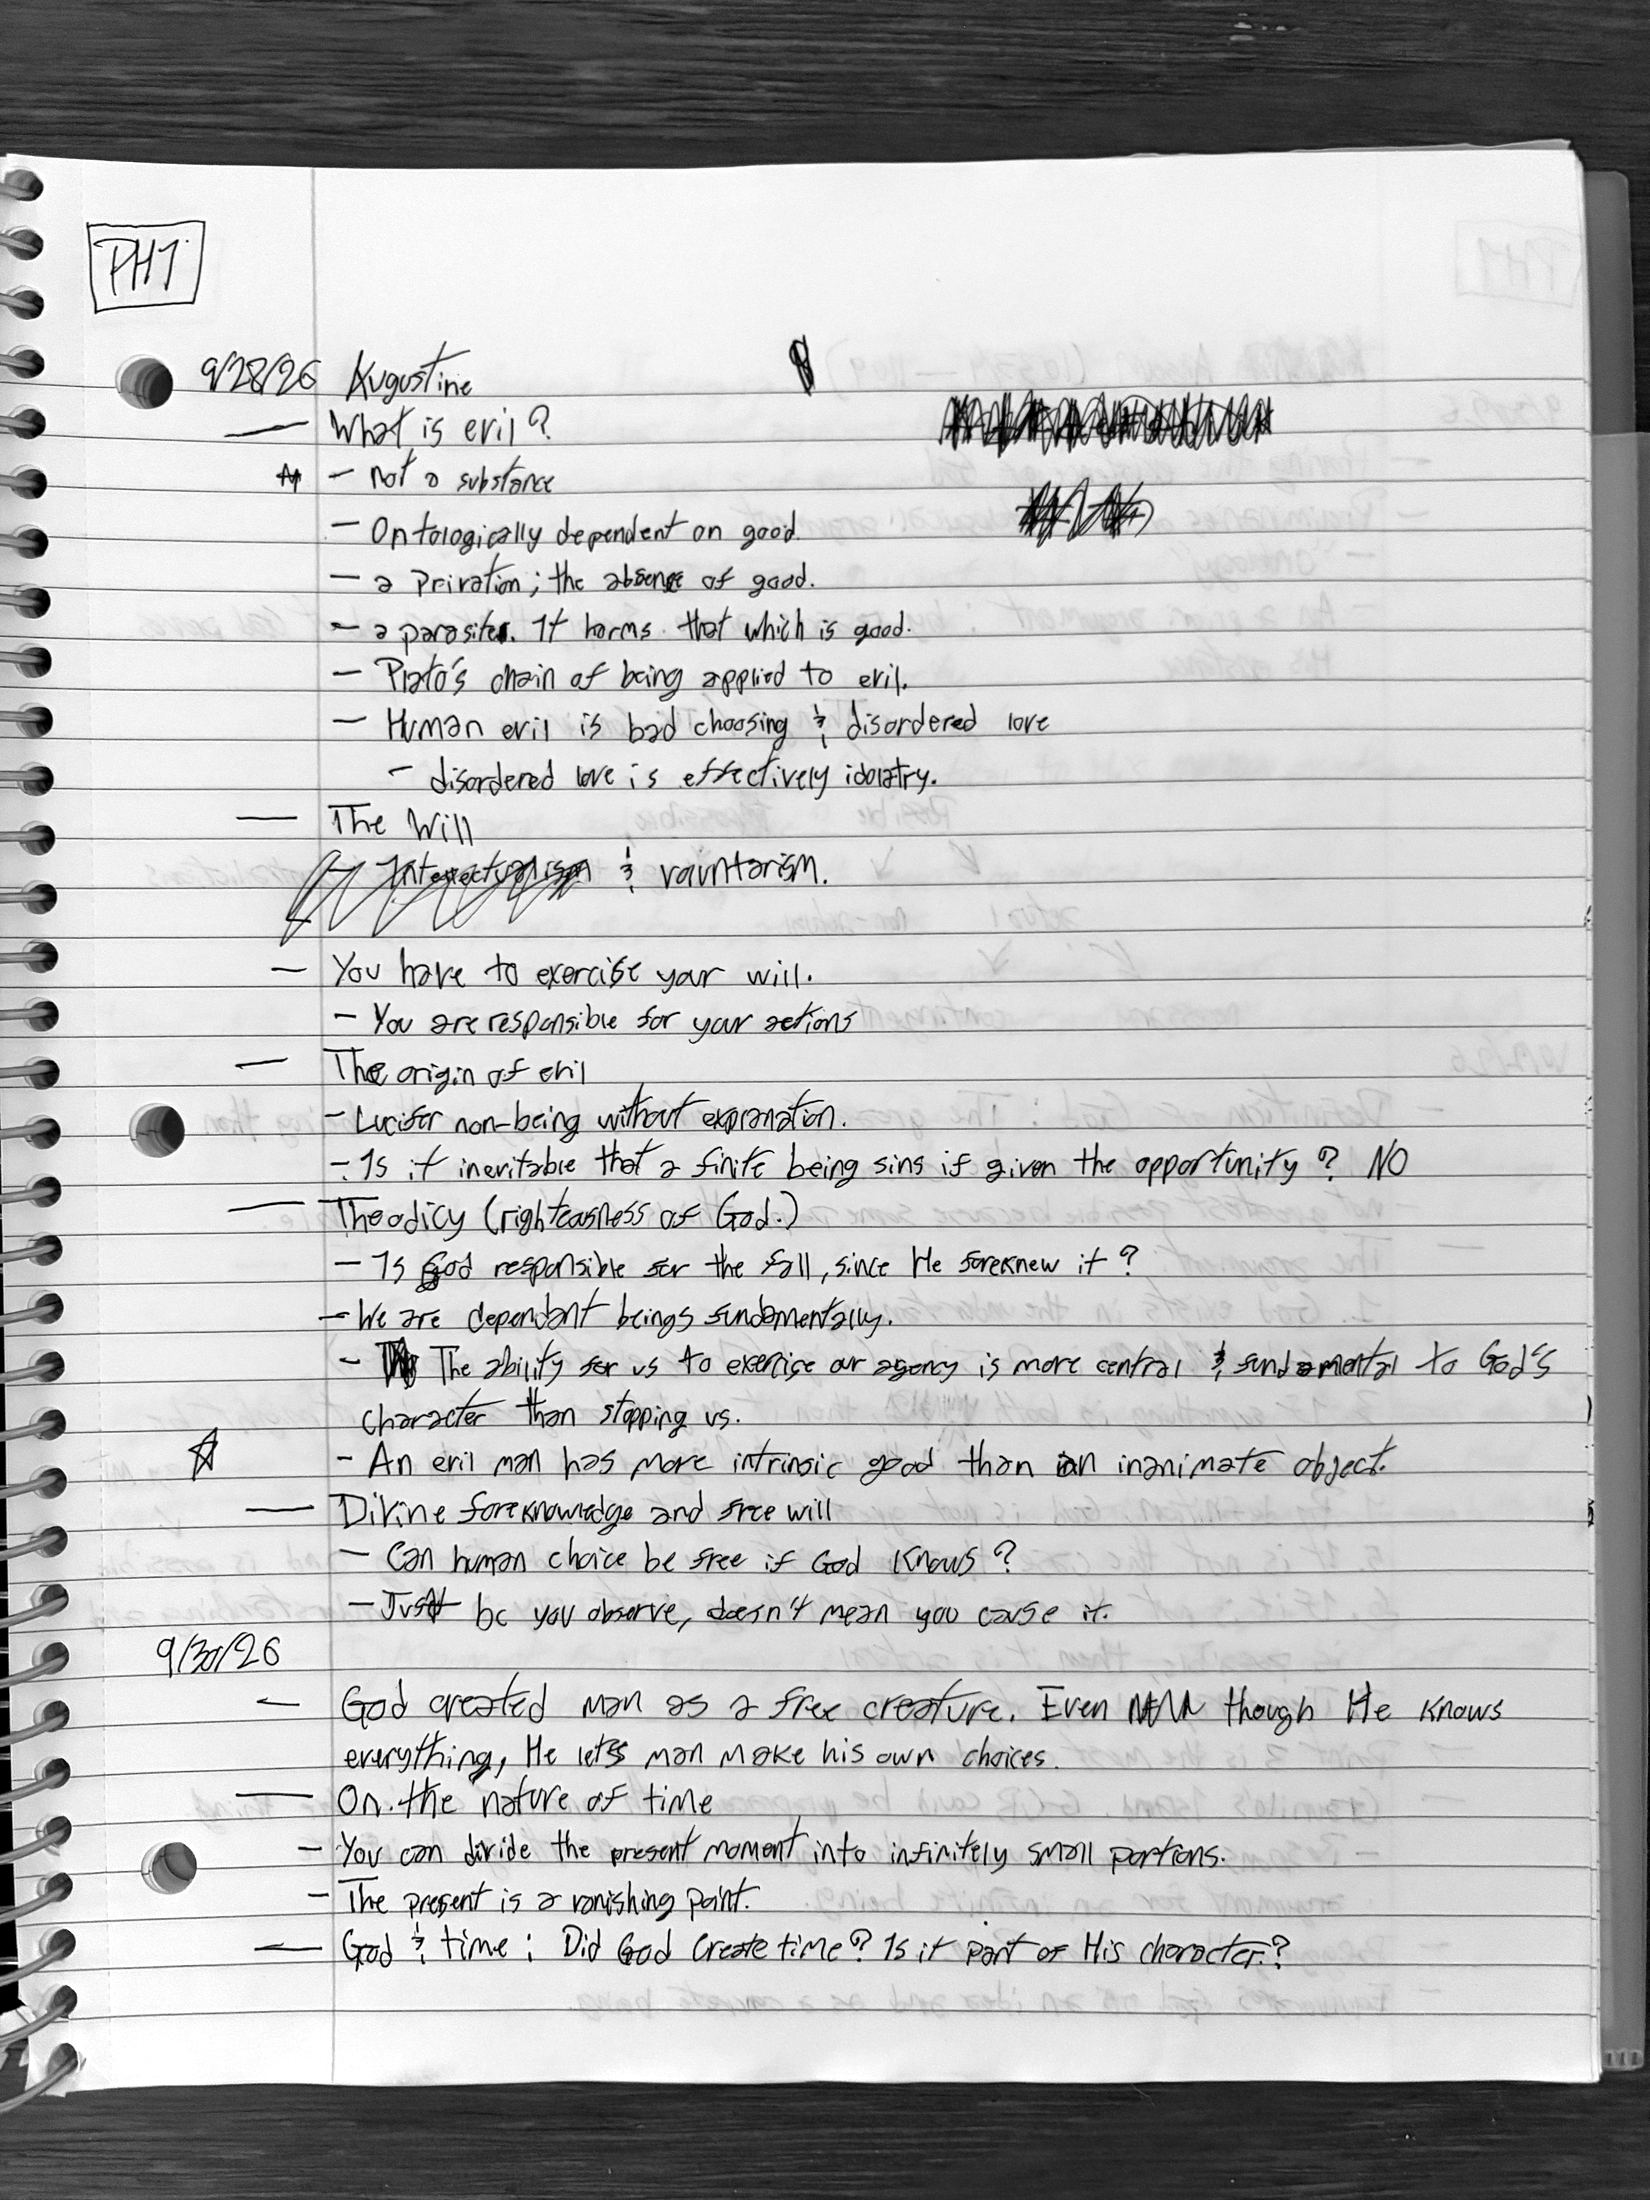 PHI
9/28/26 Augustine
— What is evil?
- not a substance
- Ontologically dependent on good.
- a Privation; the absense of good.
- a parasite. It harms that which is good.
- Plato's chain of being applied to evil.
- Human evil is bad choosing & disordered love
- disordered love is effectively idolatry.
— The Will
- Intellectualism & voluntarism.
- You have to exercise your will.
- You are responsible for your actions
— The origin of evil
- Lucifer non-being without explanation.
- Is it inevitable that a finite being sins if given the opportunity? NO
— Theodicy (righteousness of God.)
- Is God responsible for the fall, since He foreknew it?
- We are dependant beings fundamentally.
- The ability for us to exercise our agency is more central & fundamental to God's
character than stopping us.
☆ - An evil man has more intrinsic good than an inanimate object.
— Divine foreknowledge and free will
- Can human choice be free if God knows?
- Just bc you observe, doesn't mean you cause it.
9/30/26
- God created man as a free creature. Even though He knows
everything, He lets man make his own choices.
— On the nature of time
- You can divide the present moment into infinitely small portions.
- The present is a vanishing point.
— God & time: Did God create time? Is it part of His character?